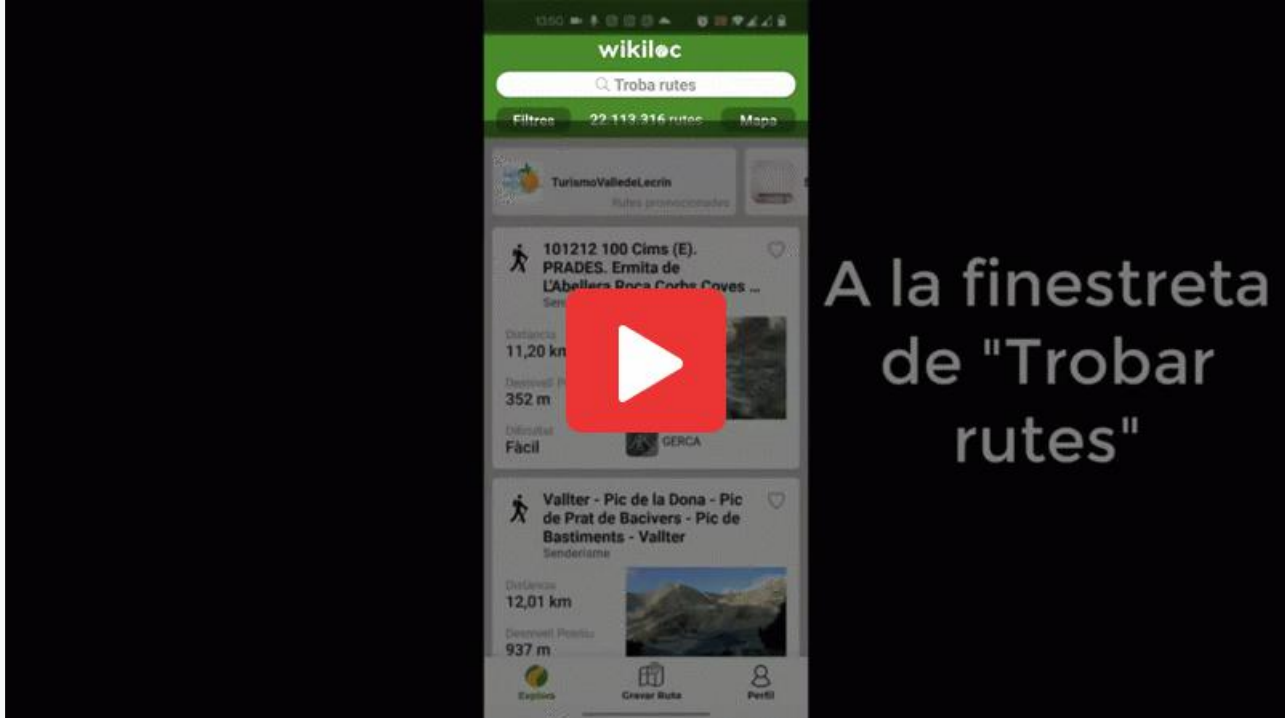 13:50
wikiloc
Troba rutes
Filtres 22.113.316 rutes Mapa
TurismoValledeLecrin
Rutes promocionades
101212 100 Cims (E).
PRADES. Ermita de
L'Abellera Roca Corbs Coves ...
Distància
11,20 km
352 m
Dificultat
Fàcil
GERCA
Vallter - Pic de la Dona - Pic
de Prat de Bacivers - Pic de
Bastiments - Vallter
Senderisme
Distància
12,01 km
Desnivell Positiu
937 m
Explora Gravar Ruta Perfil
A la finestreta
de "Trobar
rutes"